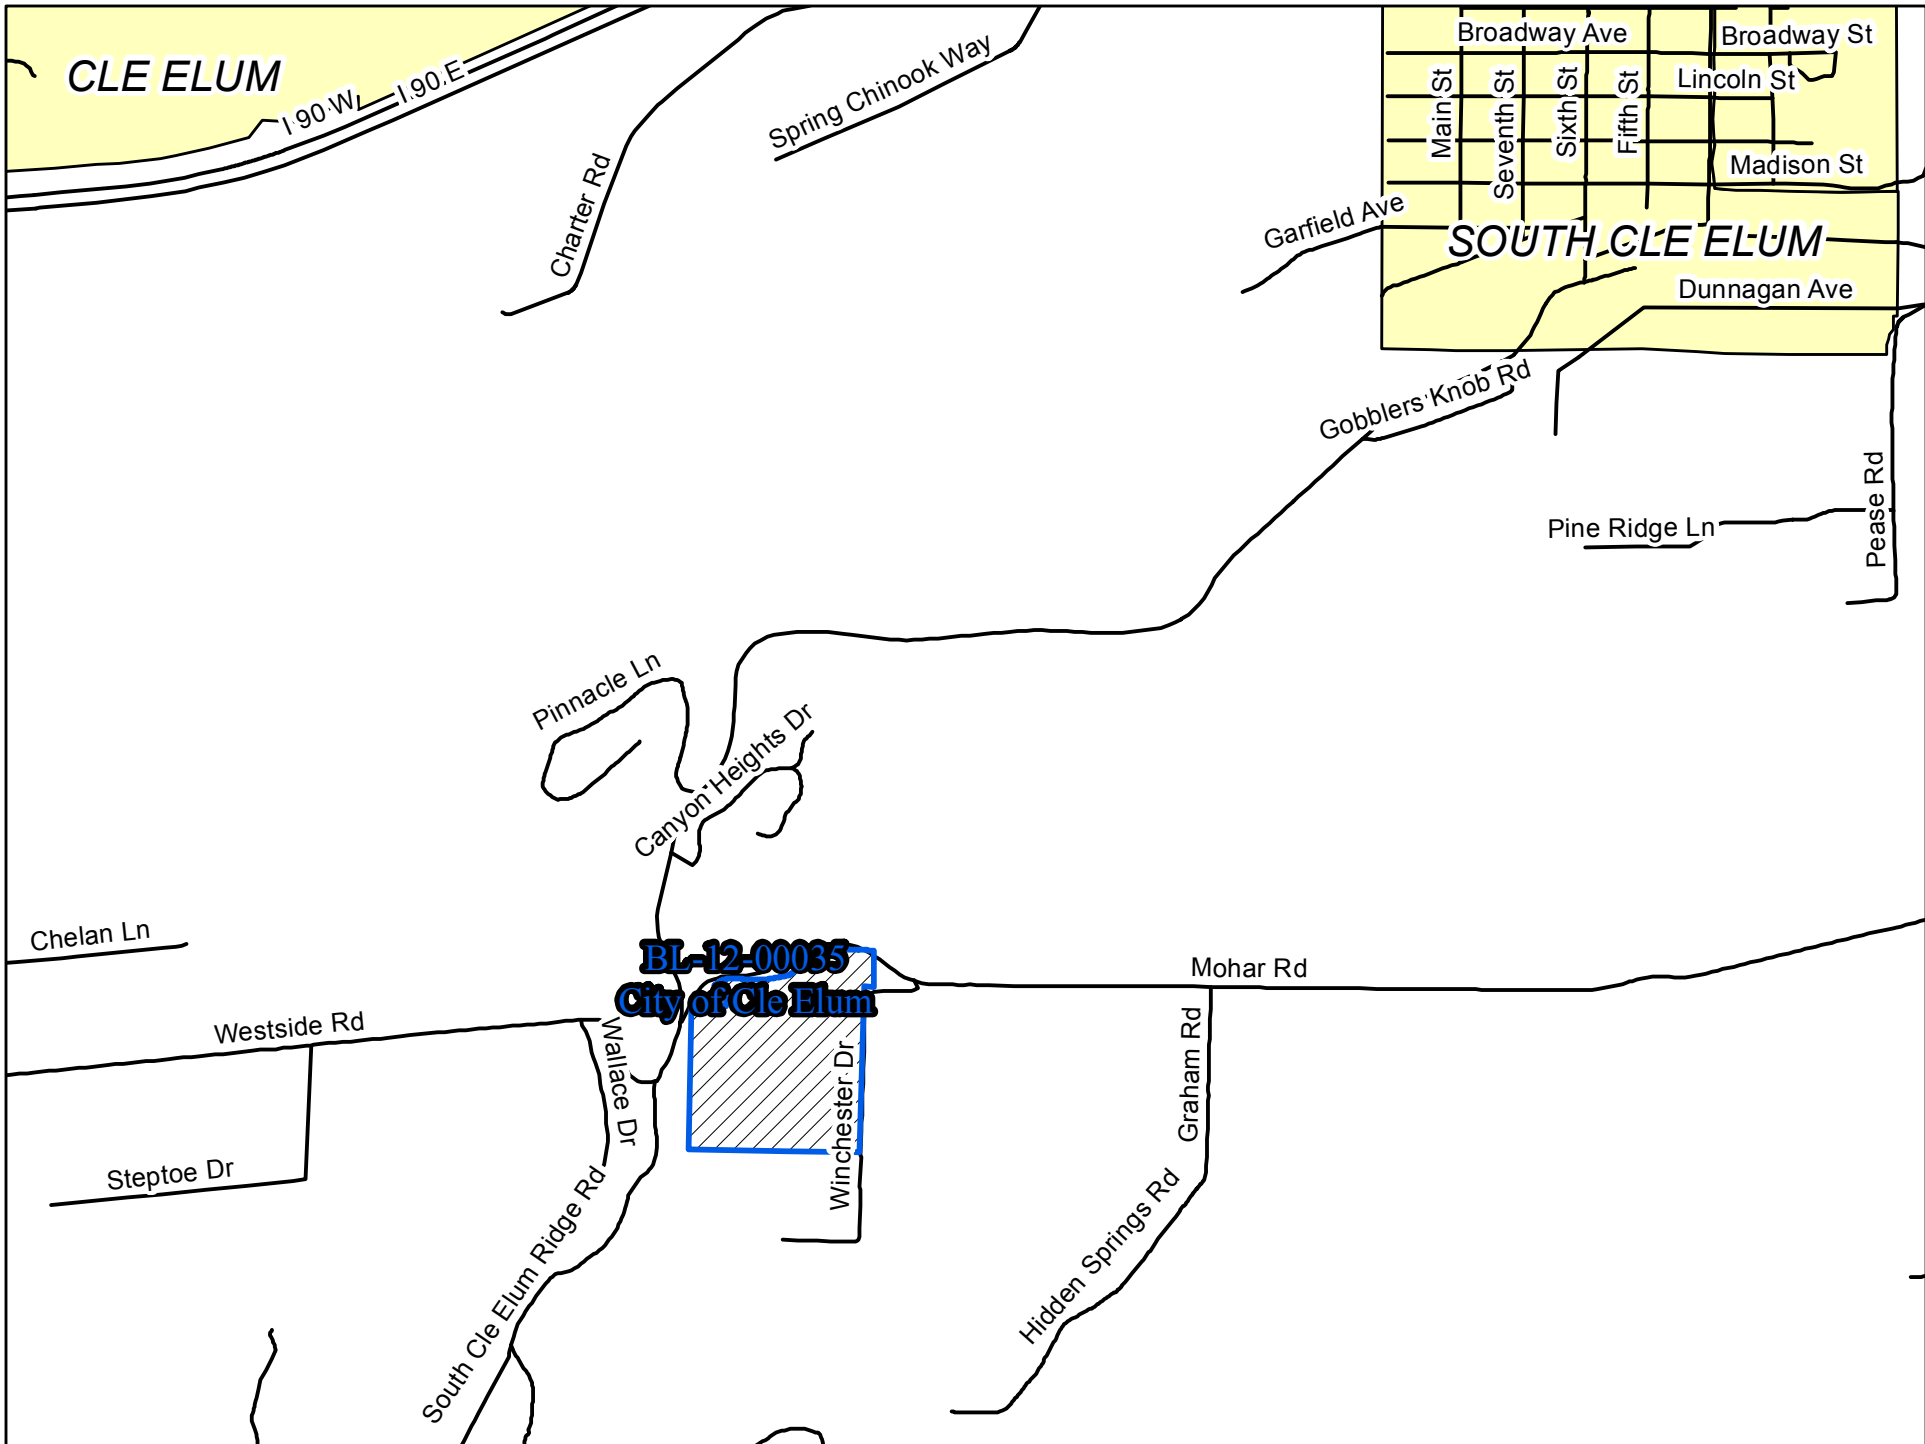 CLE ELUM
I 90 W
I 90 E
Charter Rd
Spring Chinook Way
Broadway Ave
Broadway St
Lincoln St
Main St
Seventh St
Sixth St
Fifth St
Madison St
Garfield Ave
SOUTH CLE ELUM
Dunnagan Ave
Gobblers Knob Rd
Pease Rd
Pine Ridge Ln
Pinnacle Ln
Canyon Heights Dr
Chelan Ln
BL-12-00035
City of Cle Elum
Mohar Rd
Westside Rd
Wallace Dr
Winchester Dr
Graham Rd
Steptoe Dr
South Cle Elum Ridge Rd
Hidden Springs Rd